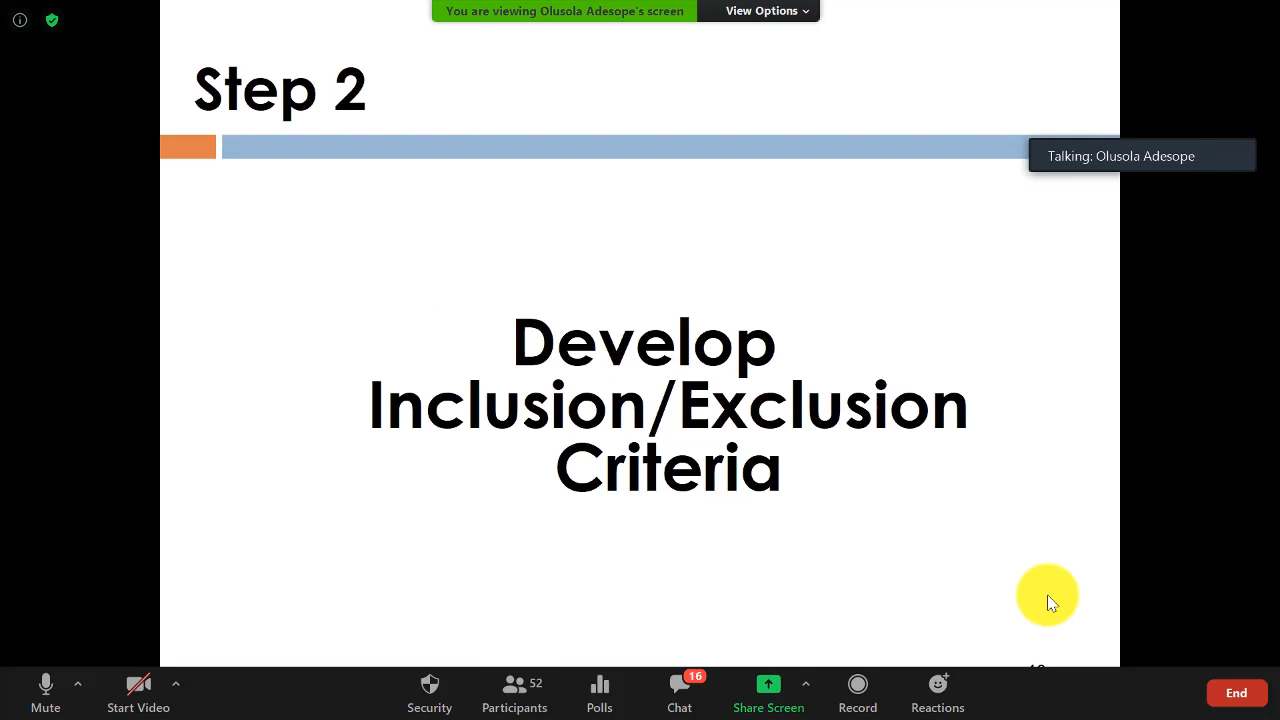 You are viewing Olusola Adesope's screen View Options
Step 2
Talking: Olusola Adesope
Develop
Inclusion/Exclusion
Criteria
52
16
Mute Start Video Security Participants Polls Chat Share Screen Record Reactions End